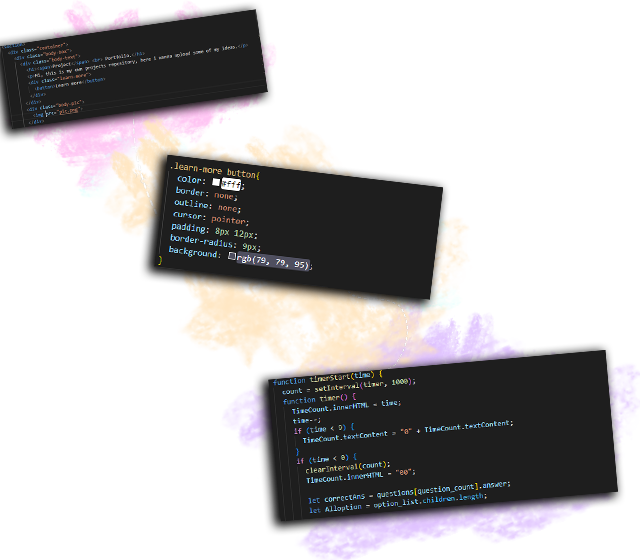 <div class="container">
<div class="body-box">
<div class="body-text">
<h1><span>Project</span> <br> Portfolio.</h1>
<p>Hi, this is my own projects repository, here i wanna upload some of my ideas.</p>
<div class="learn-more">
<button>Learn more</button>
</div>
</div>
<div class="body-pic">
<img src="pic.png">
</div>
.learn-more button{
color: #fff;
border: none;
outline: none;
cursor: pointer;
padding: 8px 12px;
border-radius: 9px;
background: rgb(79, 79, 95);
}
function timerStart(time) {
count = setInterval(timer, 1000);
function timer() {
TimeCount.innerHTML = time;
time--;
if (time < 9) {
TimeCount.textContent = "0" + TimeCount.textContent;
}
if (time < 0) {
clearInterval(count);
TimeCount.innerHTML = "00";
let correctAns = questions[question_count].answer;
let Alloption = option_list.children.length;